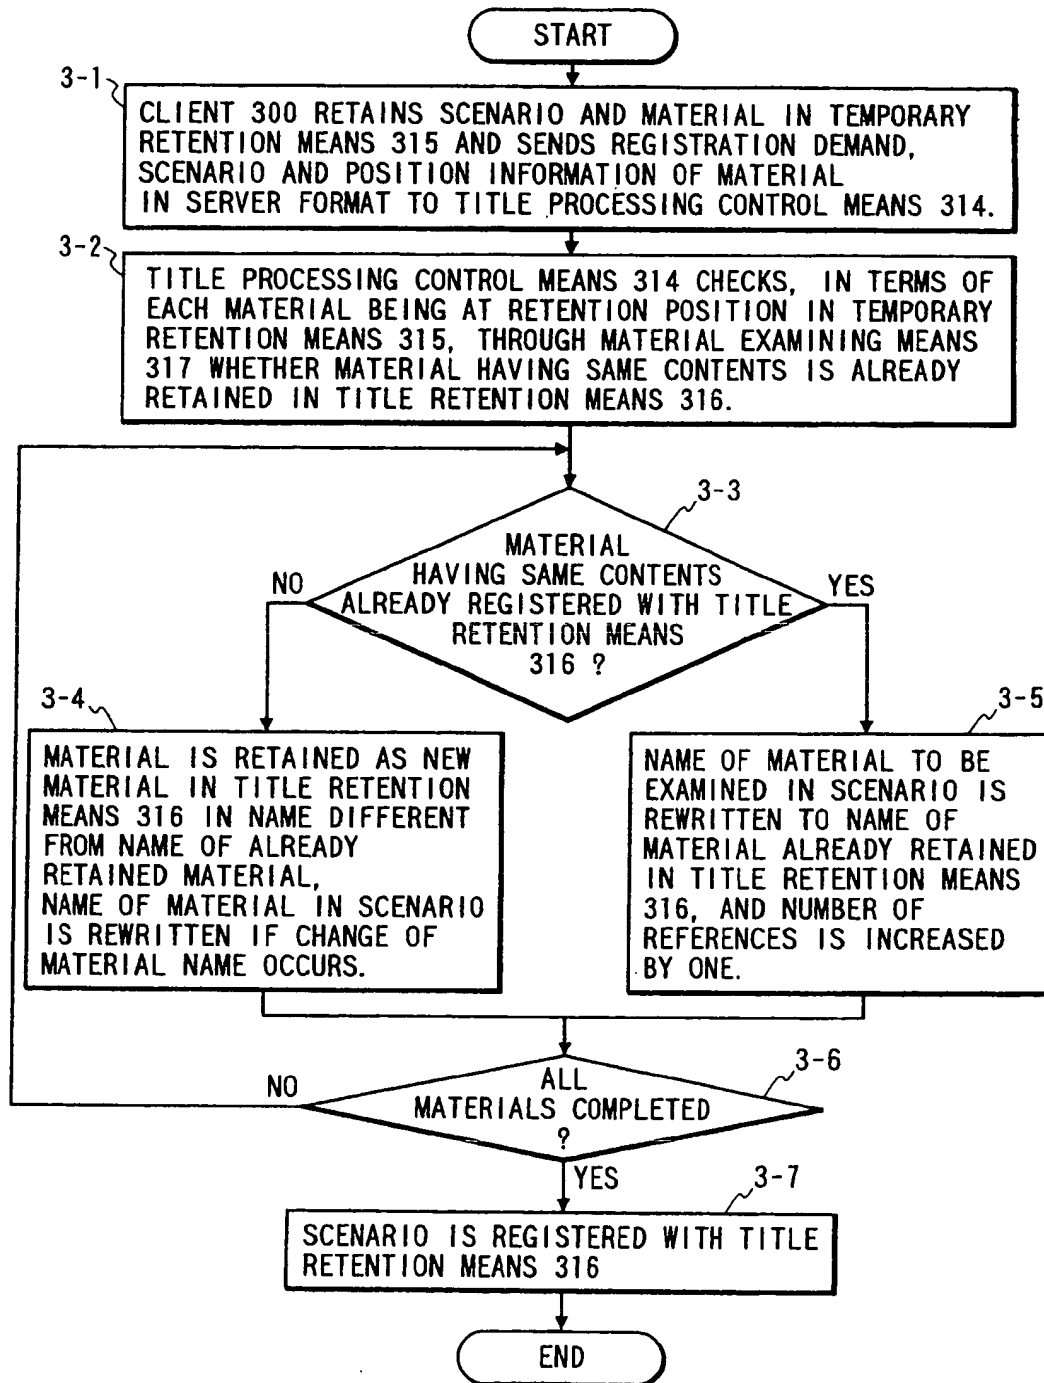 START
3-1
CLIENT 300 RETAINS SCENARIO AND MATERIAL IN TEMPORARY
RETENTION MEANS 315 AND SENDS REGISTRATION DEMAND,
SCENARIO AND POSITION INFORMATION OF MATERIAL
IN SERVER FORMAT TO TITLE PROCESSING CONTROL MEANS 314.
3-2
TITLE PROCESSING CONTROL MEANS 314 CHECKS, IN TERMS OF
EACH MATERIAL BEING AT RETENTION POSITION IN TEMPORARY
RETENTION MEANS 315, THROUGH MATERIAL EXAMINING MEANS
317 WHETHER MATERIAL HAVING SAME CONTENTS IS ALREADY
RETAINED IN TITLE RETENTION MEANS 316.
3-3
MATERIAL
HAVING SAME CONTENTS
ALREADY REGISTERED WITH TITLE
RETENTION MEANS
316 ?
NO
YES
3-4
MATERIAL IS RETAINED AS NEW
MATERIAL IN TITLE RETENTION
MEANS 316 IN NAME DIFFERENT
FROM NAME OF ALREADY
RETAINED MATERIAL,
NAME OF MATERIAL IN SCENARIO
IS REWRITTEN IF CHANGE OF
MATERIAL NAME OCCURS.
3-5
NAME OF MATERIAL TO BE
EXAMINED IN SCENARIO IS
REWRITTEN TO NAME OF
MATERIAL ALREADY RETAINED
IN TITLE RETENTION MEANS
316, AND NUMBER OF
REFERENCES IS INCREASED
BY ONE.
3-6
ALL
MATERIALS COMPLETED
?
NO
YES
3-7
SCENARIO IS REGISTERED WITH TITLE
RETENTION MEANS 316
END